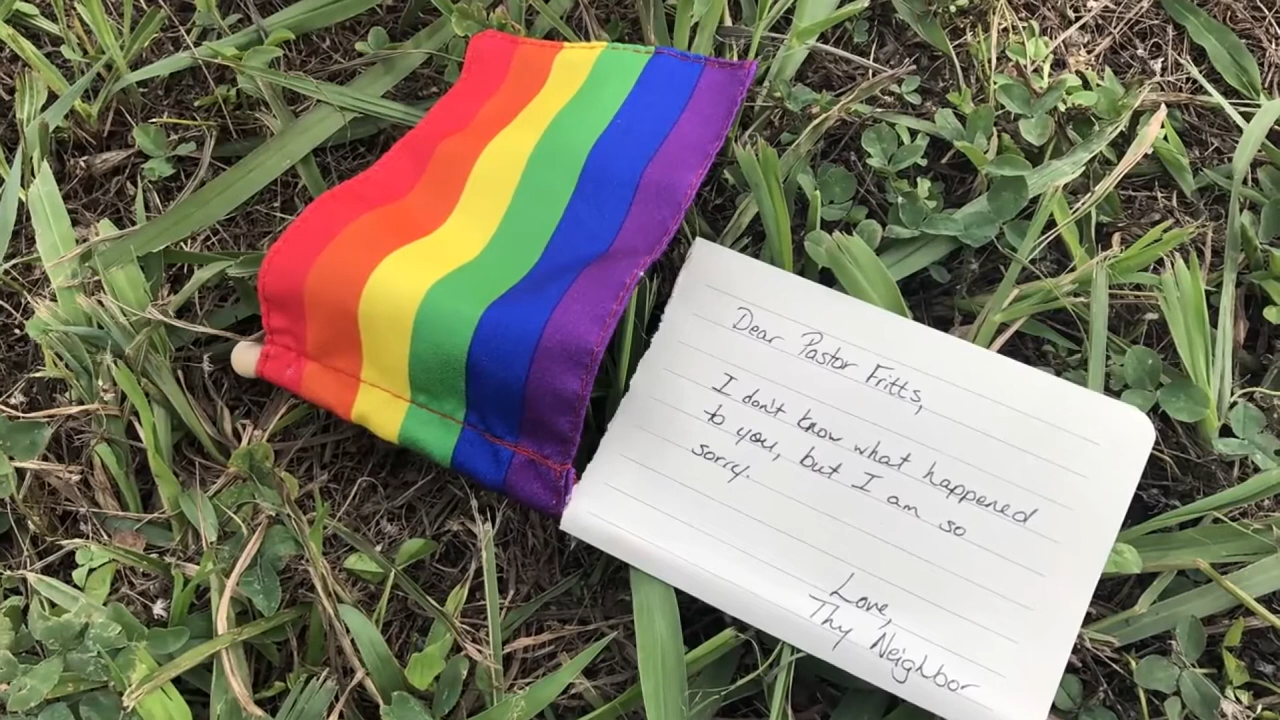 Dear Pastor Fritts,
I don't know what happened
to you, but I am so
sorry.
Love,
Thy Neighbor